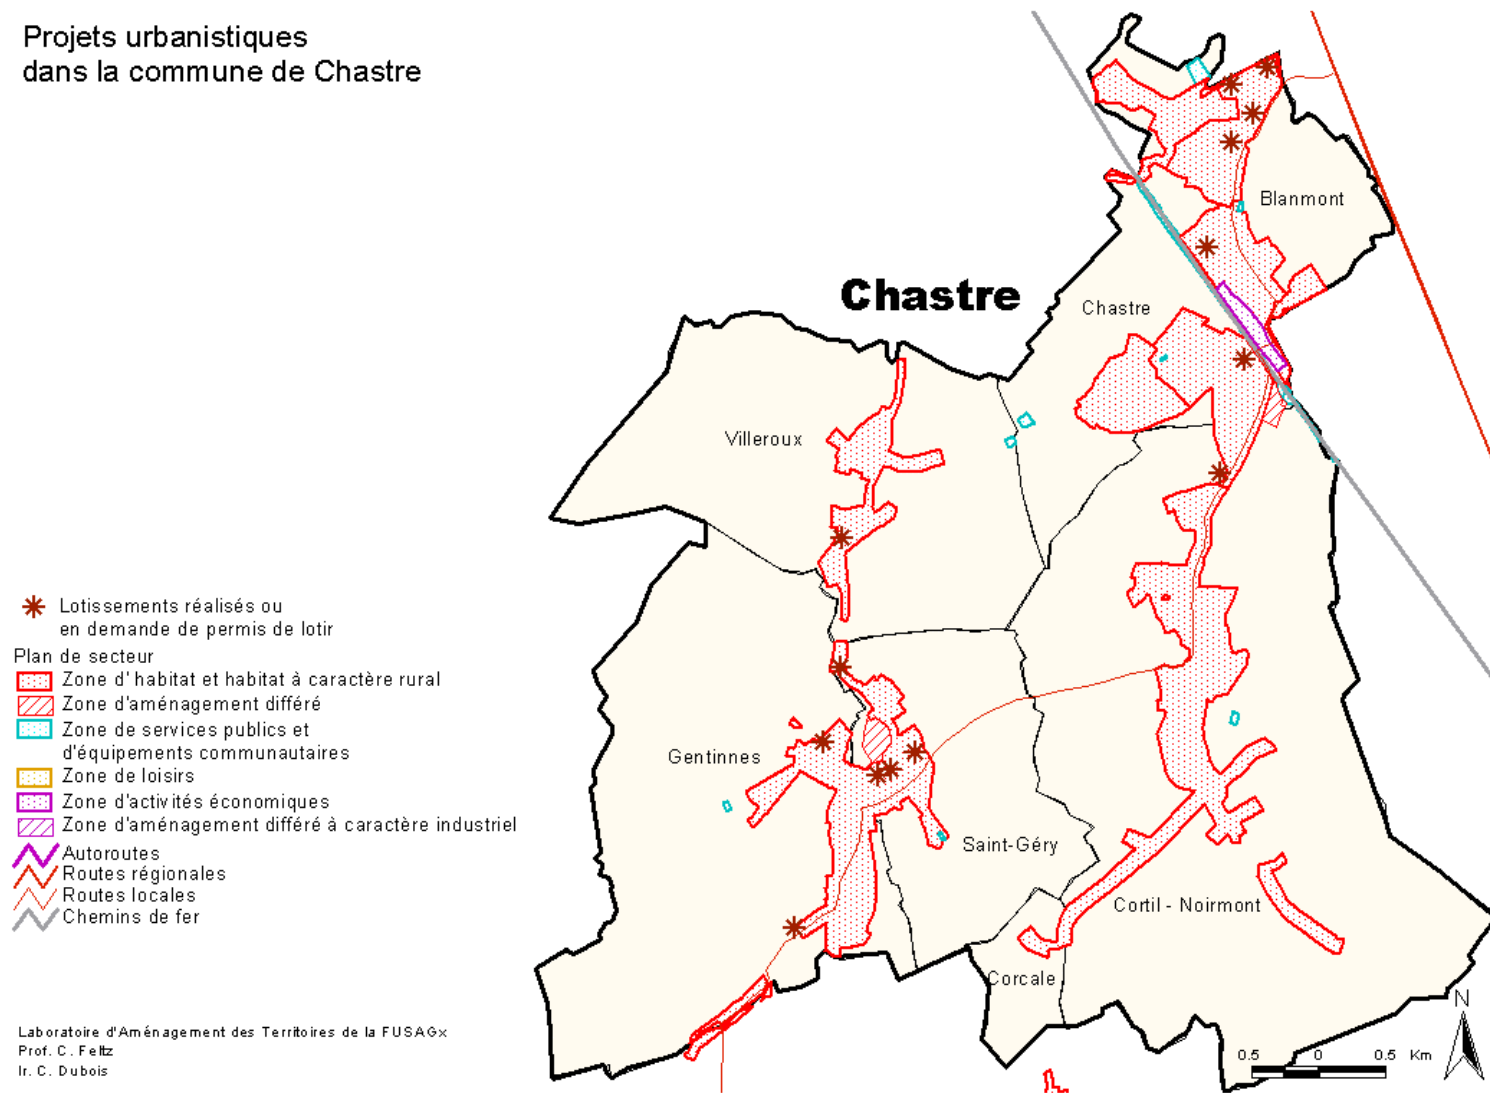 Projets urbanistiques
dans la commune de Chastre
Blanmont
Chastre
Chastre
Villeroux
Lotissements réalisés ou
en demande de permis de lotir
Plan de secteur
Zone d'habitat et habitat à caractère rural
Zone d'aménagement différé
Zone de services publics et
d'équipements communautaires
Zone de loisirs
Zone d'activités économiques
Zone d'aménagement différé à caractère industriel
Autoroutes
Routes régionales
Routes locales
Chemins de fer
Gentinnes
Saint-Géry
Cortil - Noirmont
Corcale
N
0.5 0 0.5 Km
Laboratoire d'Aménagement des Territoires de la FUSAGx
Prof. C. Feltz
Ir. C. Dubois